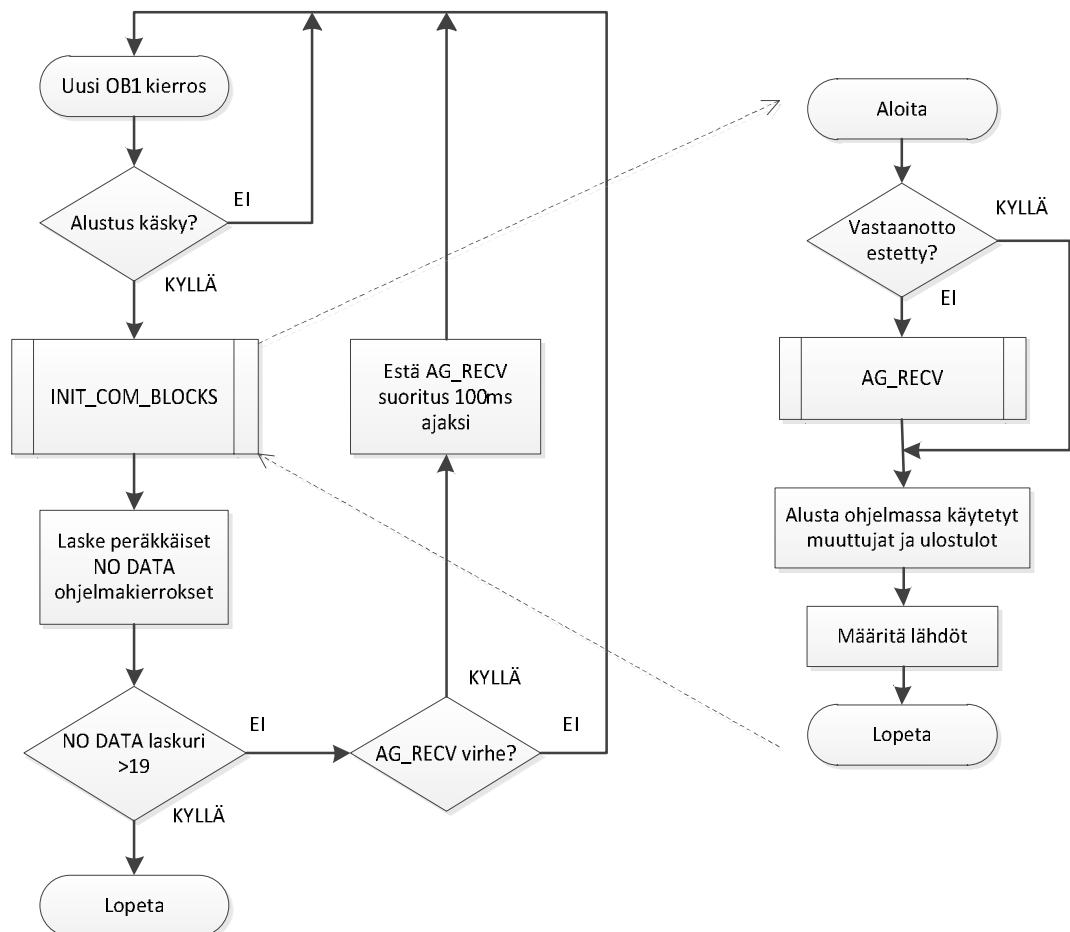 Uusi OB1 kierros
Alustus käsky?
EI
KYLLÄ
INIT_COM_BLOCKS
Laske peräkkäiset
NO DATA
ohjelmakierrokset
NO DATA laskuri
>19
EI
KYLLÄ
Lopeta
Estä AG_RECV
suoritus 100ms
ajaksi
KYLLÄ
AG_RECV virhe?
EI
Aloita
Vastaanotto
estetty?
KYLLÄ
EI
AG_RECV
Alusta ohjelmassa käytetyt
muuttujat ja ulostulot
Määritä lähdöt
Lopeta